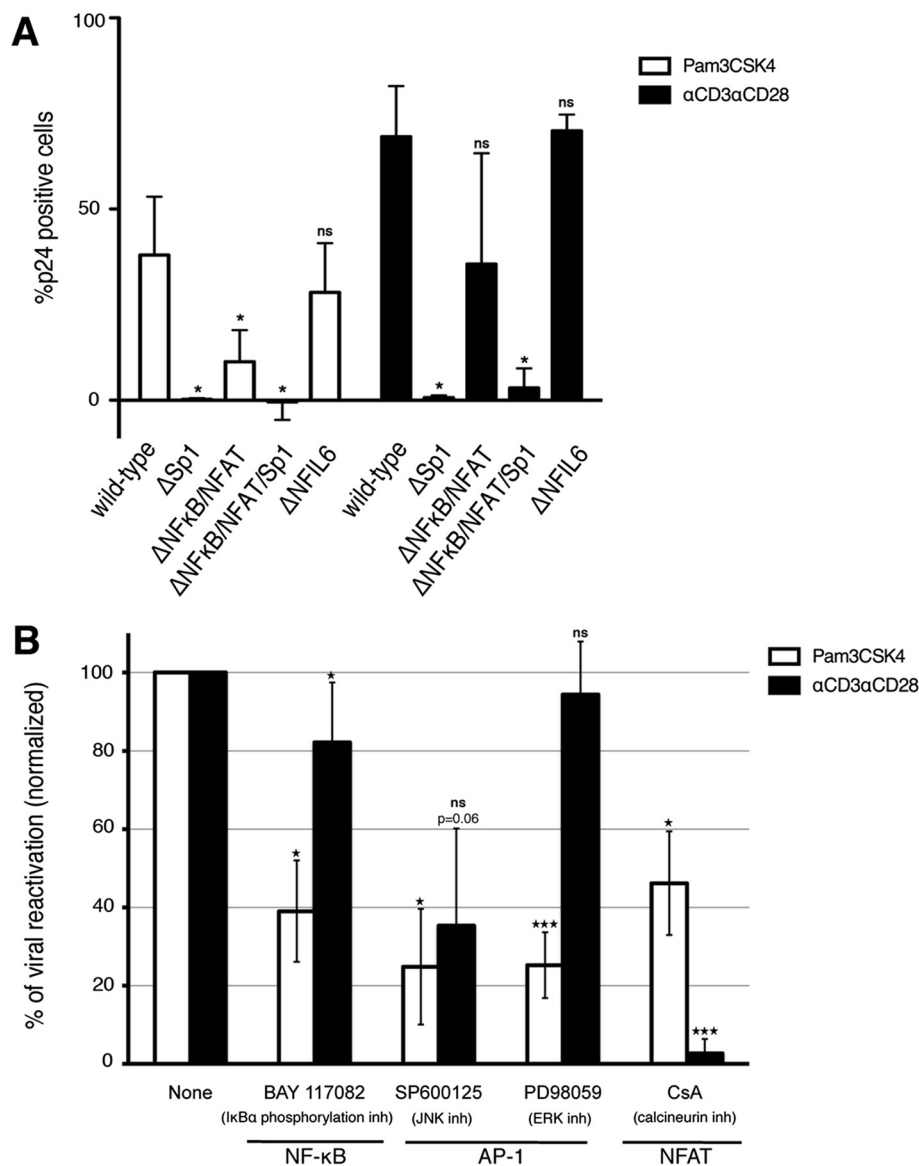 A
100
50
0
%p24 positive cells
Pam3CSK4
αCD3αCD28
*
*
*
ns
*
ns
*
ns
wild-type
ΔSp1
ΔNFκB/NFAT
ΔNFκB/NFAT/Sp1
ΔNFIL6
wild-type
ΔSp1
ΔNFκB/NFAT
ΔNFκB/NFAT/Sp1
ΔNFIL6
B
100
80
60
40
20
0
% of viral reactivation (normalized)
Pam3CSK4
αCD3αCD28
★
★
★
ns
p=0.06
★★★
ns
★
★★★
None
BAY 117082
(IκBα phosphorylation inh)
SP600125
(JNK inh)
PD98059
(ERK inh)
CsA
(calcineurin inh)
NF-κB
AP-1
NFAT